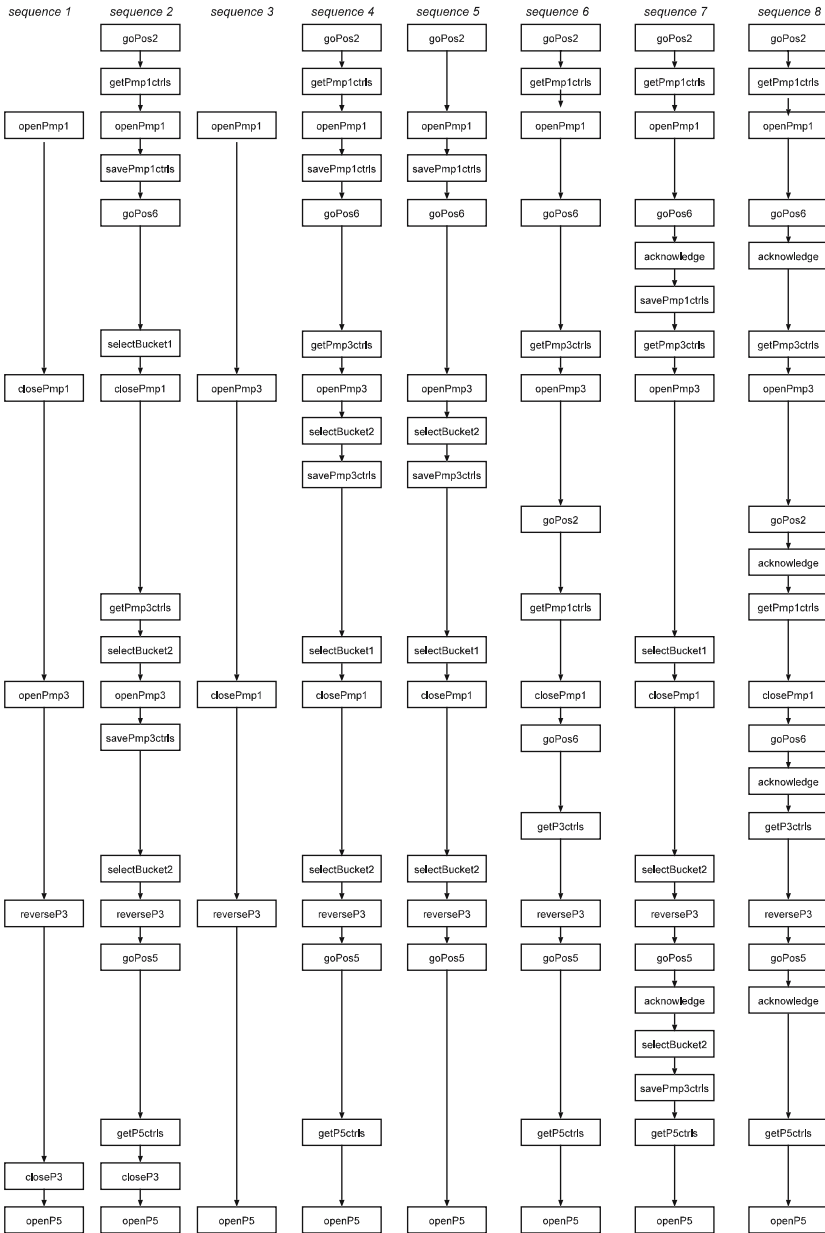 sequence 1 sequence 2 sequence 3 sequence 4 sequence 5 sequence 6 sequence 7 sequence 8
goPos2 goPos2 goPos2 goPos2 goPos2 goPos2
getPmp1ctrls getPmp1ctrls getPmp1ctrls getPmp1ctrls getPmp1ctrls
openPmp1 openPmp1 openPmp1 openPmp1 openPmp1 openPmp1 openPmp1 openPmp1
savePmp1ctrls savePmp1ctrls savePmp1ctrls
goPos6 goPos6 goPos6 goPos6 goPos6 goPos6
acknowledge acknowledge
savePmp1ctrls
selectBucket1 getPmp3ctrls getPmp3ctrls getPmp3ctrls getPmp3ctrls
closePmp1 closePmp1 openPmp3 openPmp3 openPmp3 openPmp3 openPmp3 openPmp3
selectBucket2 selectBucket2
savePmp3ctrls savePmp3ctrls
goPos2 goPos2
acknowledge
getPmp3ctrls getPmp1ctrls getPmp1ctrls
selectBucket2 selectBucket1 selectBucket1 selectBucket1
openPmp3 openPmp3 closePmp1 closePmp1 closePmp1 closePmp1 closePmp1 closePmp1
savePmp3ctrls goPos6 goPos6
acknowledge
getP3ctrls getP3ctrls
selectBucket2 selectBucket2 selectBucket2 selectBucket2
reverseP3 reverseP3 reverseP3 reverseP3 reverseP3 reverseP3 reverseP3 reverseP3
goPos5 goPos5 goPos5 goPos5 goPos5 goPos5
acknowledge acknowledge
selectBucket2
savePmp3ctrls
getP5ctrls getP5ctrls getP5ctrls getP5ctrls getP5ctrls
closeP3 closeP3
openP5 openP5 openP5 openP5 openP5 openP5 openP5 openP5